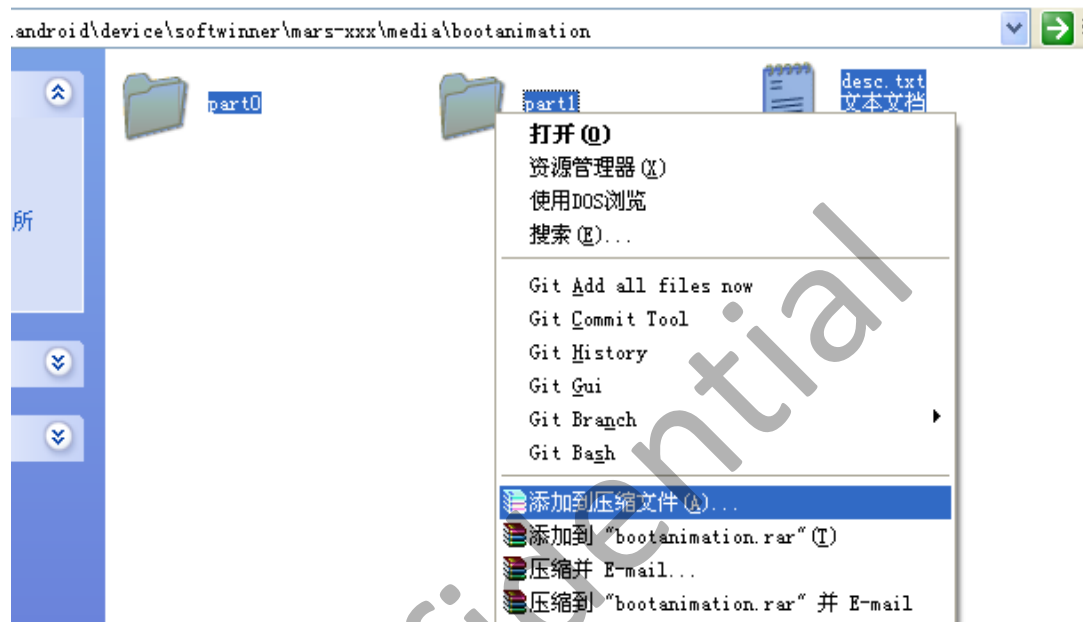 .android\device\softwinner\mars-xxx\media\bootanimation
part0
part1
desc.txt
文本文档
所
打开(O)
资源管理器(X)
使用DOS浏览
搜索(E)...
Git Add all files now
Git Commit Tool
Git History
Git Gui
Git Branch
Git Bash
添加到压缩文件(A)...
添加到 "bootanimation.rar"(T)
压缩并 E-mail...
压缩到 "bootanimation.rar" 并 E-mail
fidential